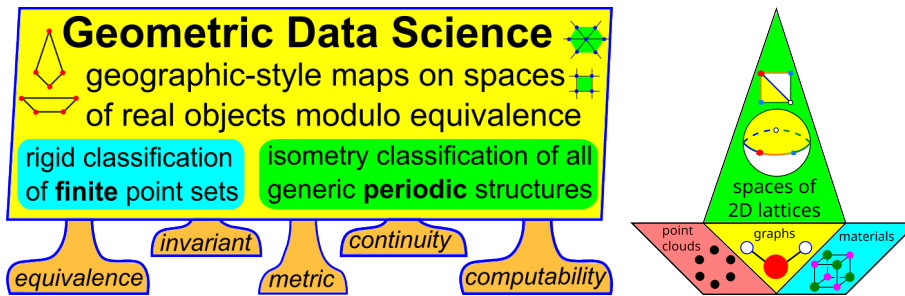 Geometric Data Science
geographic-style maps on spaces
of real objects modulo equivalence
rigid classification
of finite point sets
isometry classification of all
generic periodic structures
equivalence
invariant
metric
continuity
computability
spaces of
2D lattices
point
clouds
graphs
materials